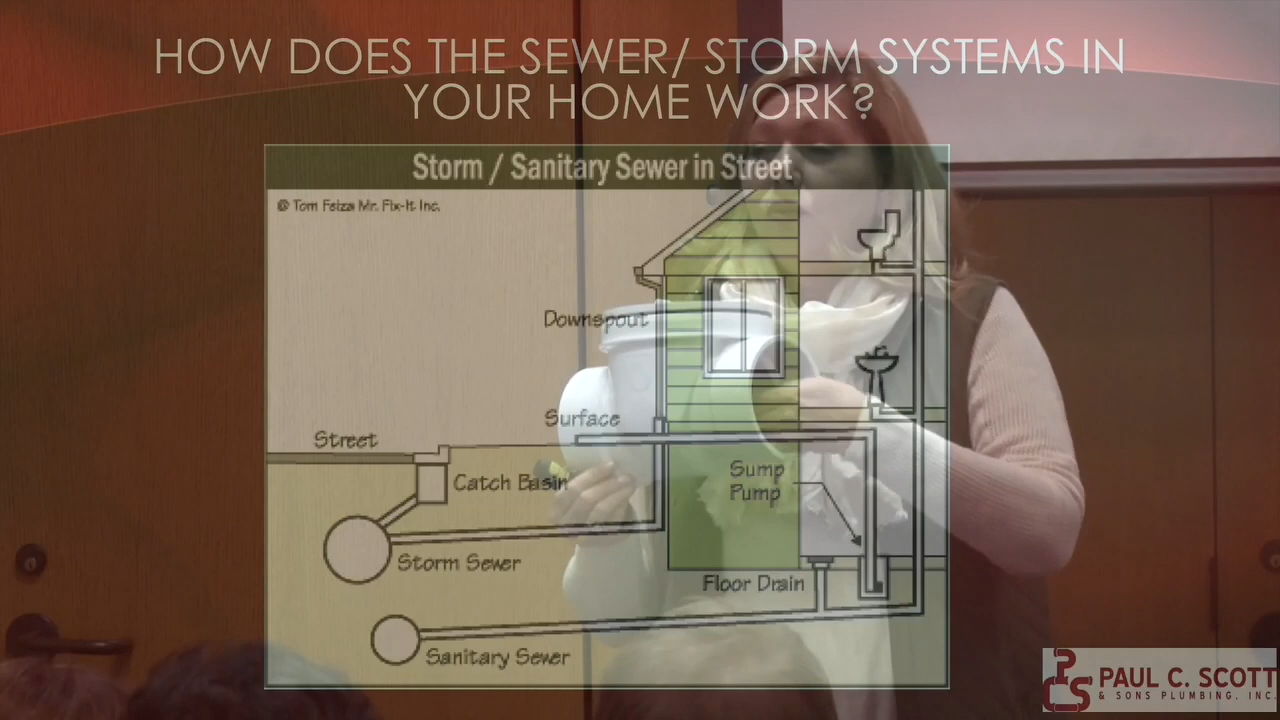 HOW DOES THE SEWER/ STORM SYSTEMS IN
YOUR HOME WORK?
Storm / Sanitary Sewer in Street
© Tom Feiza Mr. Fix-It Inc.
Downspout
Surface
Street
Catch Basin
Sump
Pump
Storm Sewer
Floor Drain
Sanitary Sewer
PCS
PAUL C. SCOTT
& SONS PLUMBING, INC.